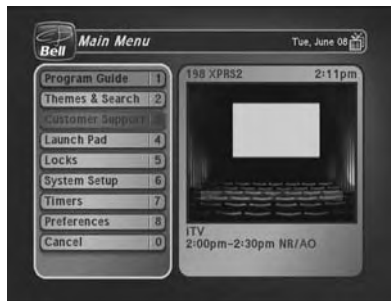 Bell
Main Menu
Tue, June 08
Program Guide 1
Themes & Search 2
Customer Support
Launch Pad 4
Locks 5
System Setup 6
Timers 7
Preferences 8
Cancel 0
198 XPRS2 2:11pm
iTV
2:00pm-2:30pm NR/AO